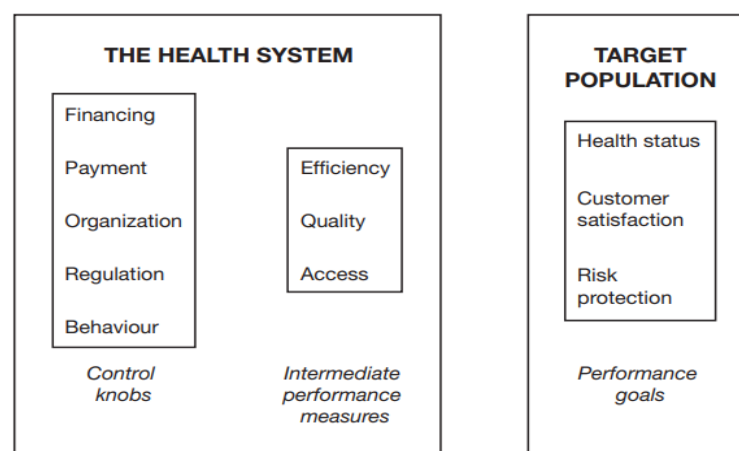 THE HEALTH SYSTEM
Financing
Payment
Organization
Regulation
Behaviour
Control
knobs
Efficiency
Quality
Access
Intermediate
performance
measures
TARGET
POPULATION
Health status
Customer
satisfaction
Risk
protection
Performance
goals